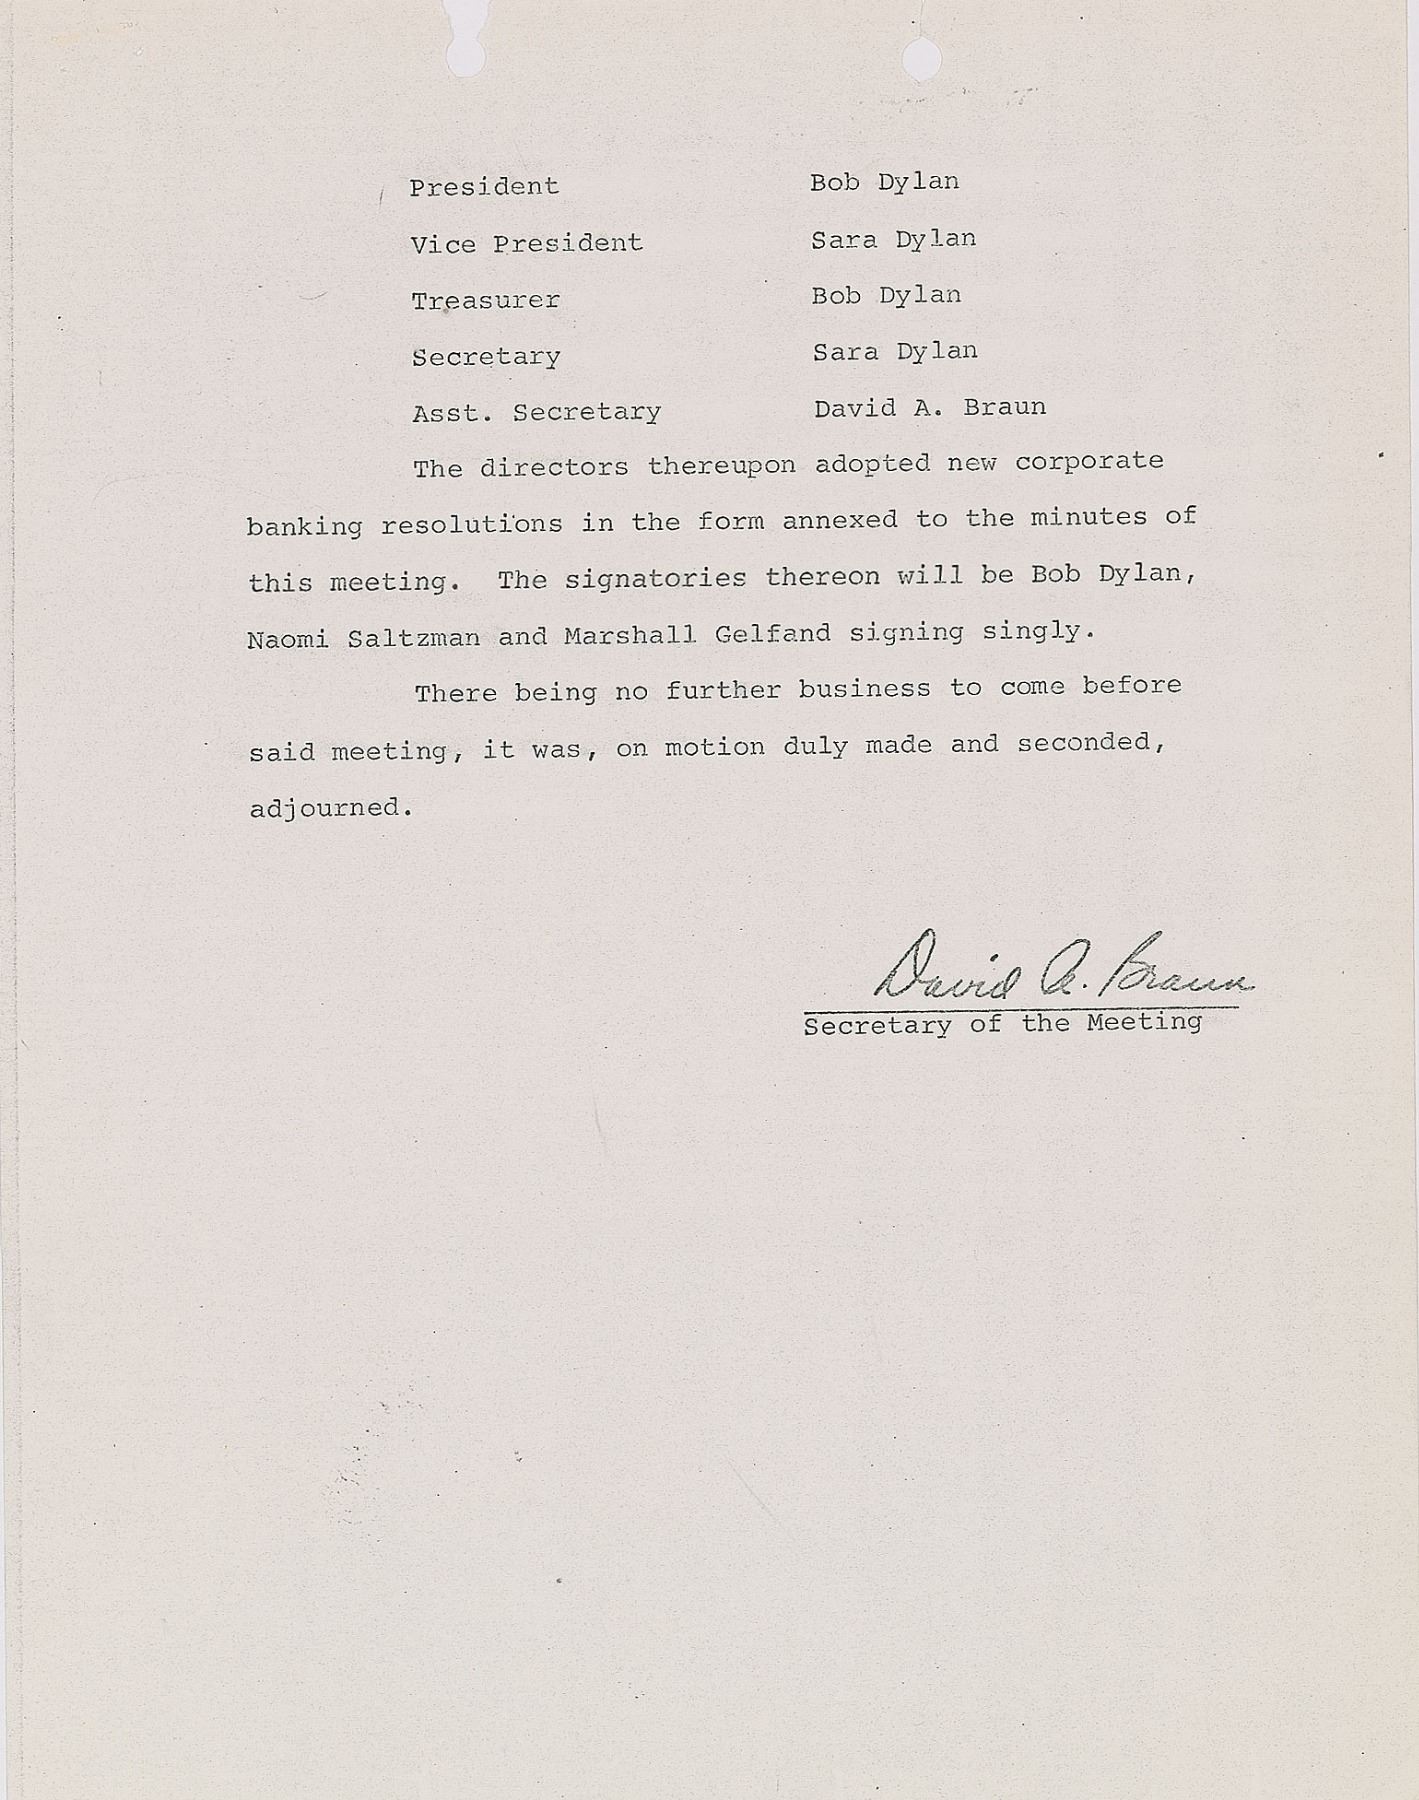 President Bob Dylan
Vice President Sara Dylan
Treasurer Bob Dylan
Secretary Sara Dylan
Asst. Secretary David A. Braun
The directors thereupon adopted new corporate
banking resolutions in the form annexed to the minutes of
this meeting. The signatories thereon will be Bob Dylan,
Naomi Saltzman and Marshall Gelfand signing singly.
There being no further business to come before
said meeting, it was, on motion duly made and seconded,
adjourned.
David A. Braun
Secretary of the Meeting